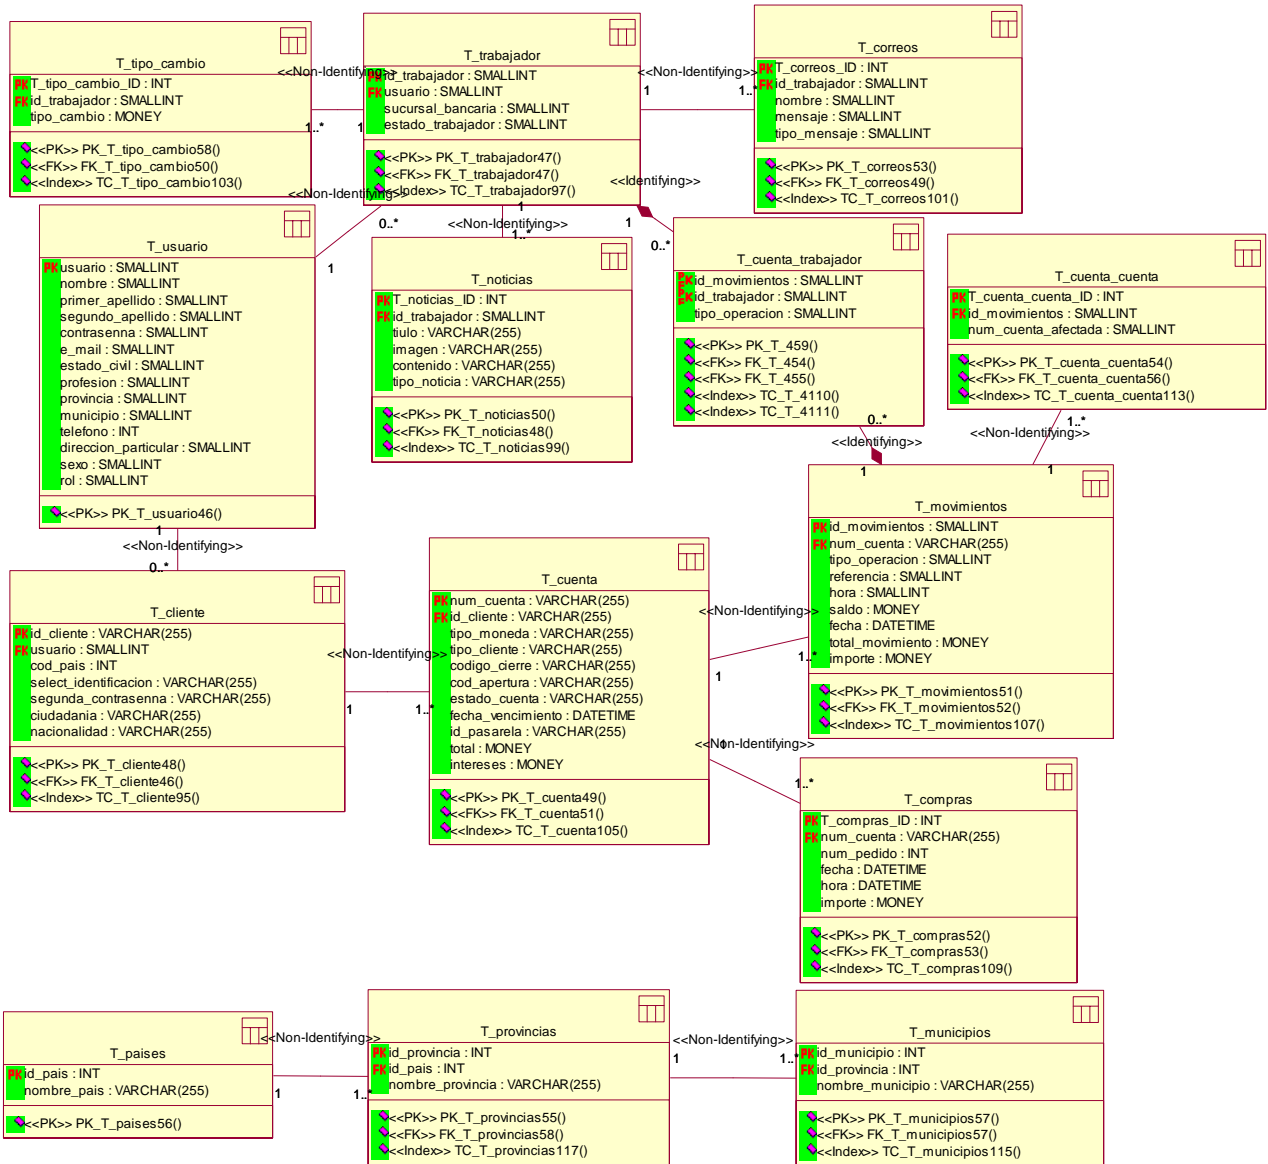 T_tipo_cambio
PK T_tipo_cambio_ID : INT
FK id_trabajador : SMALLINT
tipo_cambio : MONEY
<<PK>> PK_T_tipo_cambio58()
<<FK>> FK_T_tipo_cambio50()
<<Index>> TC_T_tipo_cambio103()
<<Non-Identifying>>
1..*
1
T_trabajador
PK id_trabajador : SMALLINT
FK usuario : SMALLINT
sucursal_bancaria : SMALLINT
estado_trabajador : SMALLINT
<<PK>> PK_T_trabajador47()
<<FK>> FK_T_trabajador47()
<<Index>> TC_T_trabajador97()
<<Non-Identifying>>
1
1..*
T_correos
PK T_correos_ID : INT
FK id_trabajador : SMALLINT
nombre : SMALLINT
mensaje : SMALLINT
tipo_mensaje : SMALLINT
<<PK>> PK_T_correos53()
<<FK>> FK_T_correos49()
<<Index>> TC_T_correos101()
<<Non-Identifying>>
0..*
1
<<Non-Identifying>>
1
1..*
<<Identifying>>
1
0..*
T_usuario
PK usuario : SMALLINT
nombre : SMALLINT
primer_apellido : SMALLINT
segundo_apellido : SMALLINT
contrasenna : SMALLINT
e_mail : SMALLINT
estado_civil : SMALLINT
profesion : SMALLINT
provincia : SMALLINT
municipio : SMALLINT
telefono : INT
direccion_particular : SMALLINT
sexo : SMALLINT
rol : SMALLINT
<<PK>> PK_T_usuario46()
T_noticias
PK T_noticias_ID : INT
FK id_trabajador : SMALLINT
tiulo : VARCHAR(255)
imagen : VARCHAR(255)
contenido : VARCHAR(255)
tipo_noticia : VARCHAR(255)
<<PK>> PK_T_noticias50()
<<FK>> FK_T_noticias48()
<<Index>> TC_T_noticias99()
T_cuenta_trabajador
id_movimientos : SMALLINT
id_trabajador : SMALLINT
tipo_operacion : SMALLINT
<<PK>> PK_T_459()
<<FK>> FK_T_454()
<<FK>> FK_T_455()
<<Index>> TC_T_4110()
<<Index>> TC_T_4111()
T_cuenta_cuenta
PK T_cuenta_cuenta_ID : INT
FK id_movimientos : SMALLINT
num_cuenta_afectada : SMALLINT
<<PK>> PK_T_cuenta_cuenta54()
<<FK>> FK_T_cuenta_cuenta56()
<<Index>> TC_T_cuenta_cuenta113()
0..*
<<Identifying>>
1
1..*
<<Non-Identifying>>
1
T_movimientos
PK id_movimientos : SMALLINT
FK num_cuenta : VARCHAR(255)
tipo_operacion : SMALLINT
referencia : SMALLINT
hora : SMALLINT
saldo : MONEY
fecha : DATETIME
total_movimiento : MONEY
importe : MONEY
<<PK>> PK_T_movimientos51()
<<FK>> FK_T_movimientos52()
<<Index>> TC_T_movimientos107()
1
<<Non-Identifying>>
0..*
T_cliente
PK id_cliente : VARCHAR(255)
FK usuario : SMALLINT
cod_pais : INT
select_identificacion : VARCHAR(255)
segunda_contrasenna : VARCHAR(255)
ciudadania : VARCHAR(255)
nacionalidad : VARCHAR(255)
<<PK>> PK_T_cliente48()
<<FK>> FK_T_cliente46()
<<Index>> TC_T_cliente95()
<<Non-Identifying>>
1
1..*
T_cuenta
PK num_cuenta : VARCHAR(255)
FK id_cliente : VARCHAR(255)
tipo_moneda : VARCHAR(255)
tipo_cliente : VARCHAR(255)
codigo_cierre : VARCHAR(255)
cod_apertura : VARCHAR(255)
estado_cuenta : VARCHAR(255)
fecha_vencimiento : DATETIME
id_pasarela : VARCHAR(255)
total : MONEY
intereses : MONEY
<<PK>> PK_T_cuenta49()
<<FK>> FK_T_cuenta51()
<<Index>> TC_T_cuenta105()
<<Non-Identifying>>
1
1..*
<<Non-Identifying>>
1
1..*
T_compras
PK T_compras_ID : INT
FK num_cuenta : VARCHAR(255)
num_pedido : INT
fecha : DATETIME
hora : DATETIME
importe : MONEY
<<PK>> PK_T_compras52()
<<FK>> FK_T_compras53()
<<Index>> TC_T_compras109()
T_paises
PK id_pais : INT
nombre_pais : VARCHAR(255)
<<PK>> PK_T_paises56()
<<Non-Identifying>>
1
1..*
T_provincias
PK id_provincia : INT
FK id_pais : INT
nombre_provincia : VARCHAR(255)
<<PK>> PK_T_provincias55()
<<FK>> FK_T_provincias58()
<<Index>> TC_T_provincias117()
<<Non-Identifying>>
1
1..*
T_municipios
PK id_municipio : INT
FK id_provincia : INT
nombre_municipio : VARCHAR(255)
<<PK>> PK_T_municipios57()
<<FK>> FK_T_municipios57()
<<Index>> TC_T_municipios115()